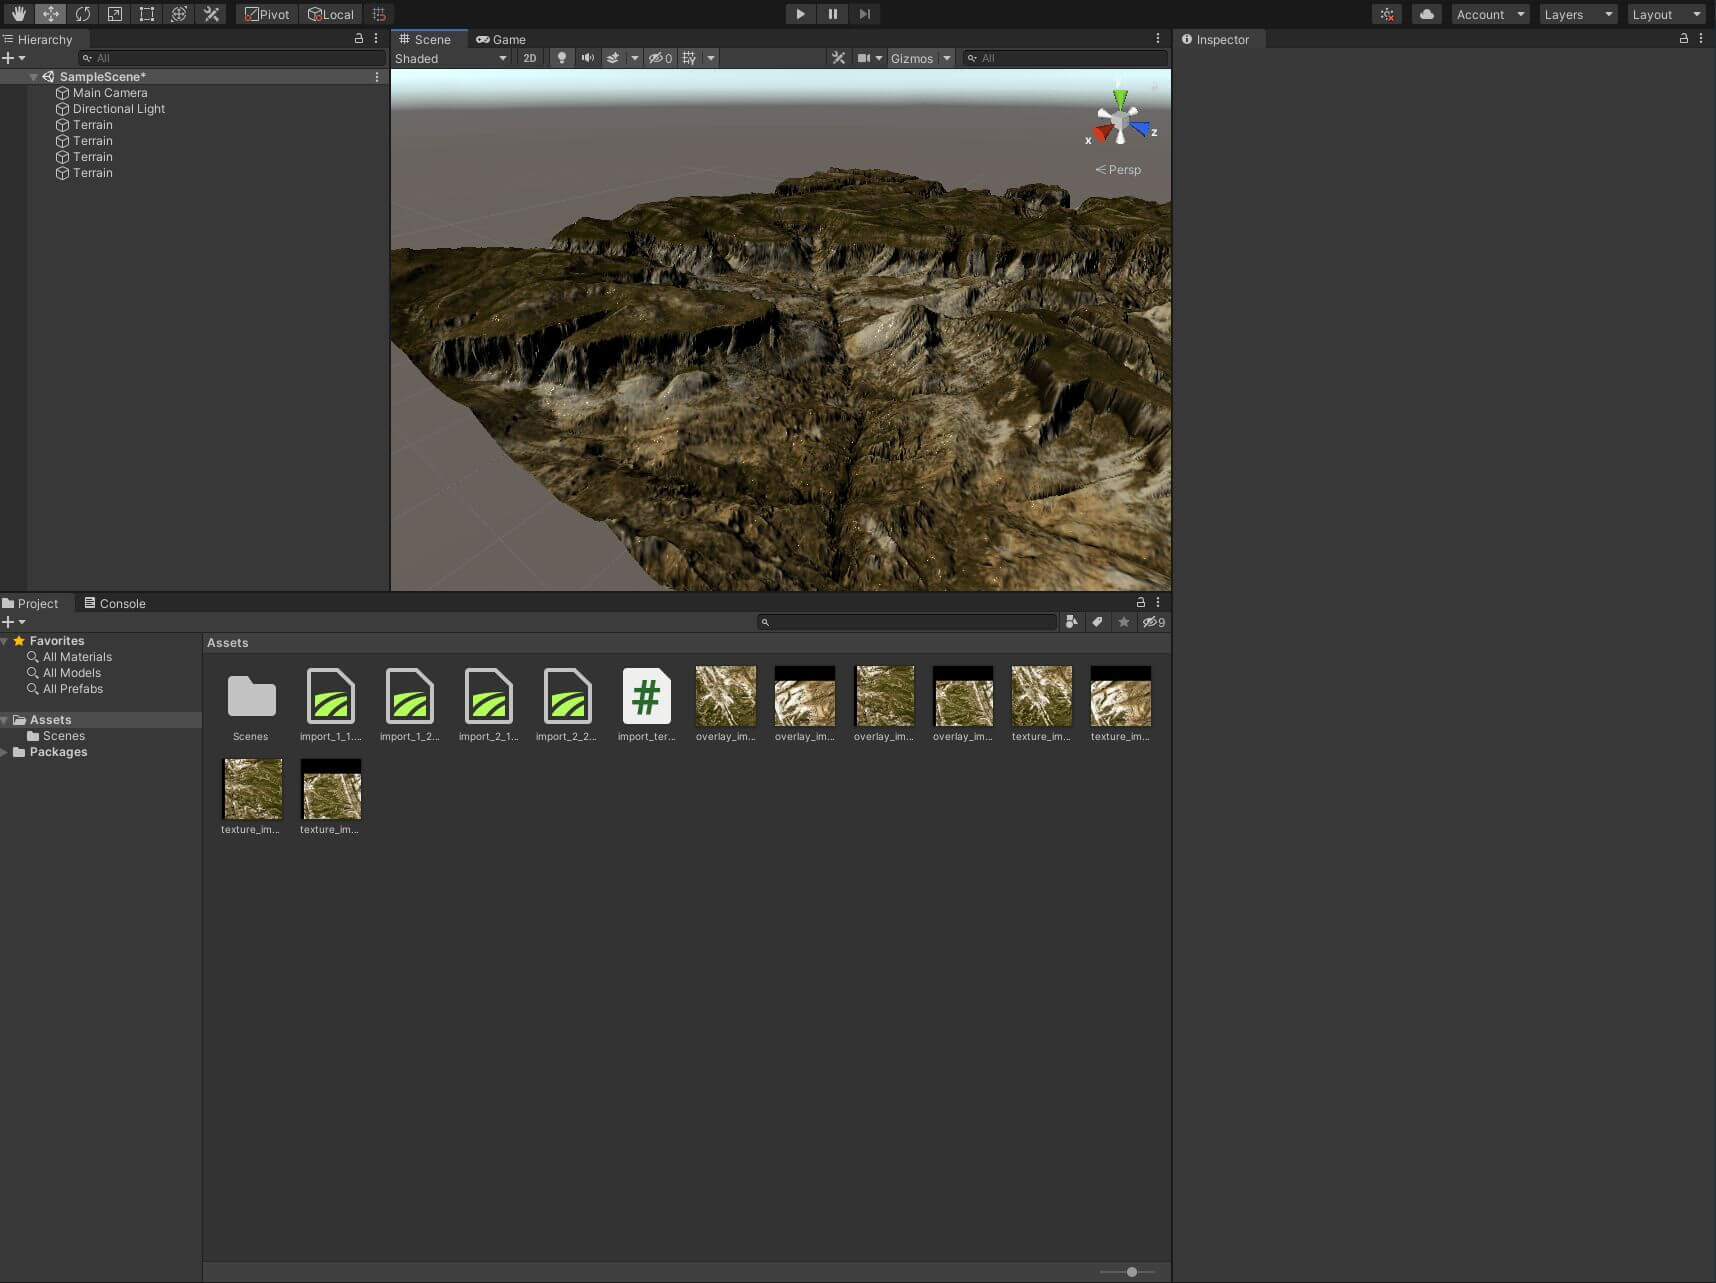 Pivot Local Account Layers Layout
Hierarchy
All
SampleScene*
Main Camera
Directional Light
Terrain
Terrain
Terrain
Terrain
Scene Game
Shaded 2D 0 Gizmos All
x z
Persp
Inspector
Project Console
9
Favorites
All Materials
All Models
All Prefabs
Assets
Scenes
Packages
Assets
Scenes import_1_1.... import_1_2... import_2_1... import_2_2... import_ter... overlay_im... overlay_im... overlay_im... overlay_im... texture_im... texture_im...
texture_im... texture_im...